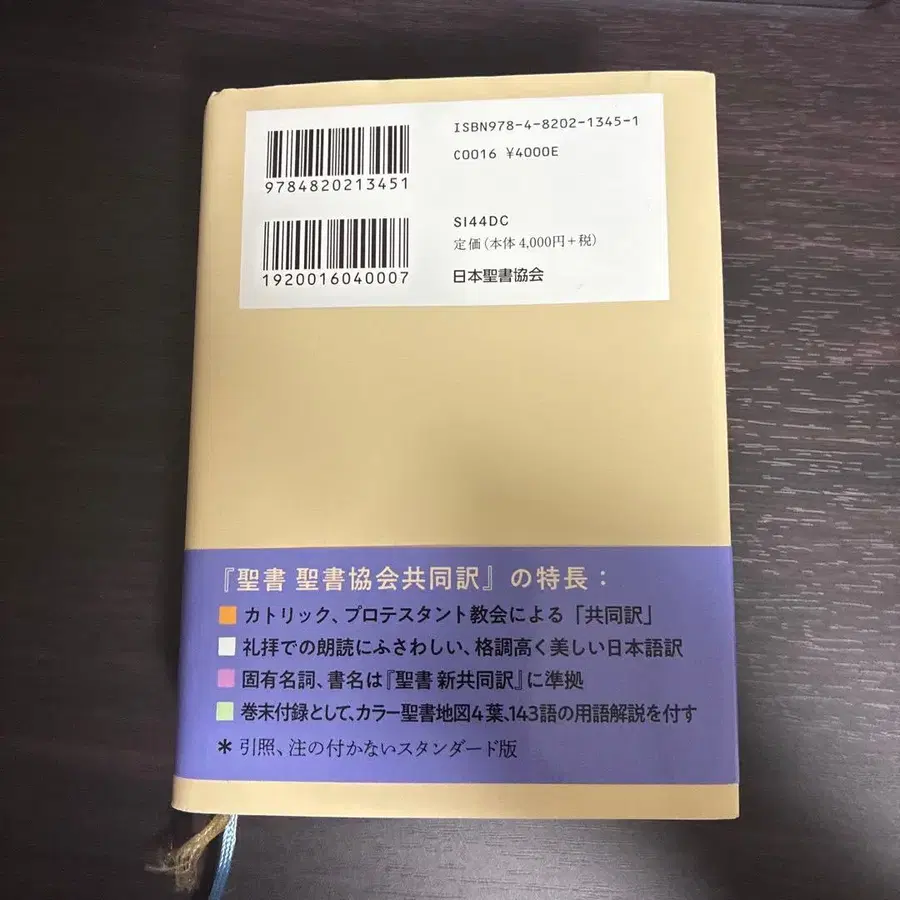 ISBN978-4-8202-1345-1
C0016 ¥4000E
9784820213451
SI44DC
定価(本体 4,000円+税)
1920016040007
日本聖書協会
『聖書 聖書協会共同訳』の特長:
カトリック、プロテスタント教会による「共同訳」
礼拝での朗読にふさわしい、格調高く美しい日本語訳
固有名詞、書名は『聖書 新共同訳』に準拠
巻末付録として、カラー聖書地図4葉、143語の用語解説を付す
* 引照、注の付かないスタンダード版